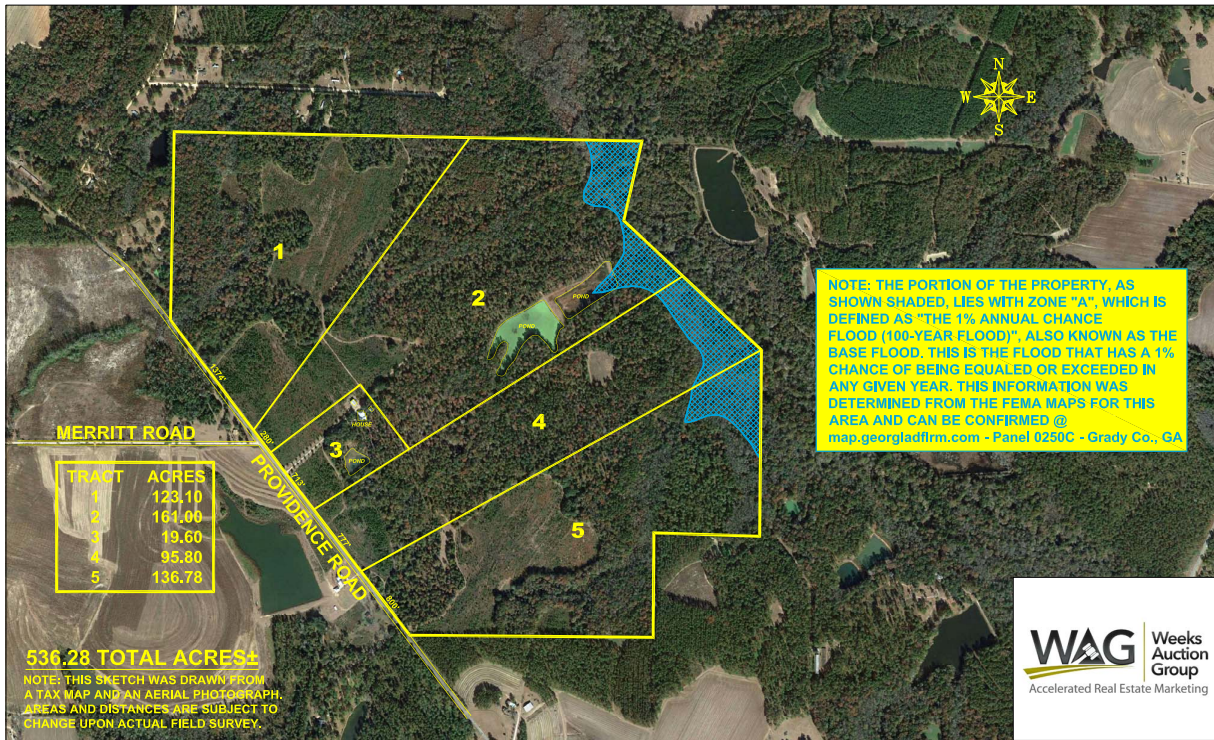 N
W E
S
1
2
POND
POND
NOTE: THE PORTION OF THE PROPERTY, AS
SHOWN SHADED, LIES WITH ZONE "A", WHICH IS
DEFINED AS "THE 1% ANNUAL CHANCE
FLOOD (100-YEAR FLOOD)", ALSO KNOWN AS THE
BASE FLOOD. THIS IS THE FLOOD THAT HAS A 1%
CHANCE OF BEING EQUALED OR EXCEEDED IN
ANY GIVEN YEAR. THIS INFORMATION WAS
DETERMINED FROM THE FEMA MAPS FOR THIS
AREA AND CAN BE CONFIRMED @
map.georgladflrm.com - Panel 0250C - Grady Co., GA
1374'
HOUSE
4
MERRITT ROAD
280'
3
POND
713'
PROVIDENCE ROAD
777'
5
800'
TRACT ACRES
1 123.10
2 161.00
3 19.60
4 95.80
5 136.78
536.28 TOTAL ACRES±
NOTE: THIS SKETCH WAS DRAWN FROM
A TAX MAP AND AN AERIAL PHOTOGRAPH.
AREAS AND DISTANCES ARE SUBJECT TO
CHANGE UPON ACTUAL FIELD SURVEY.
WAG
Weeks
Auction
Group
Accelerated Real Estate Marketing